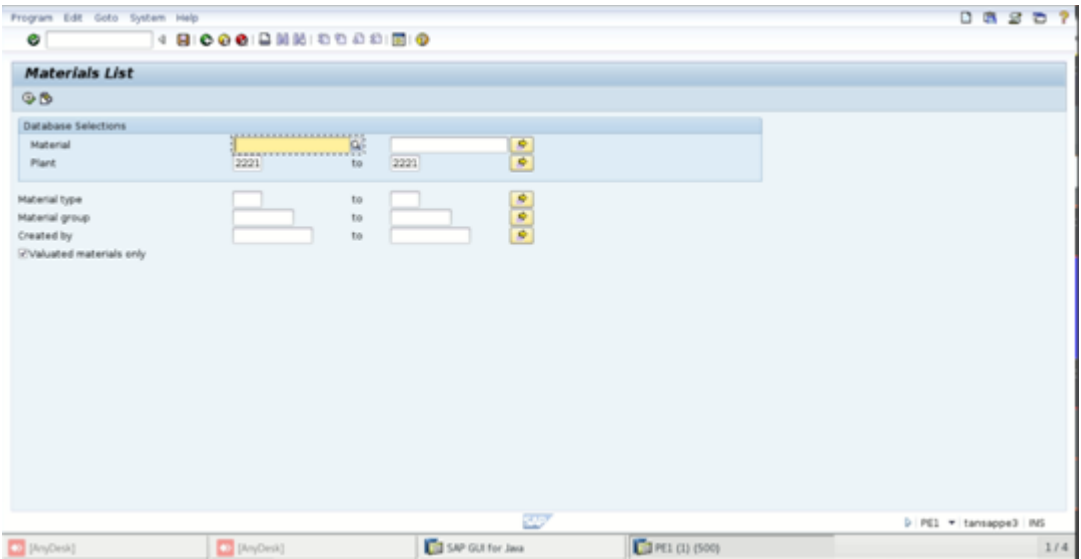 Program Edit Goto System Help
Materials List
Database Selections
Material
Plant 2221 to 2221
Material type to
Material group to
Created by to
Valuated materials only
SAP
PE1 tansappe3 INS
[AnyDesk] [AnyDesk] SAP GUI for Java PE1 (1) (500) 1/4